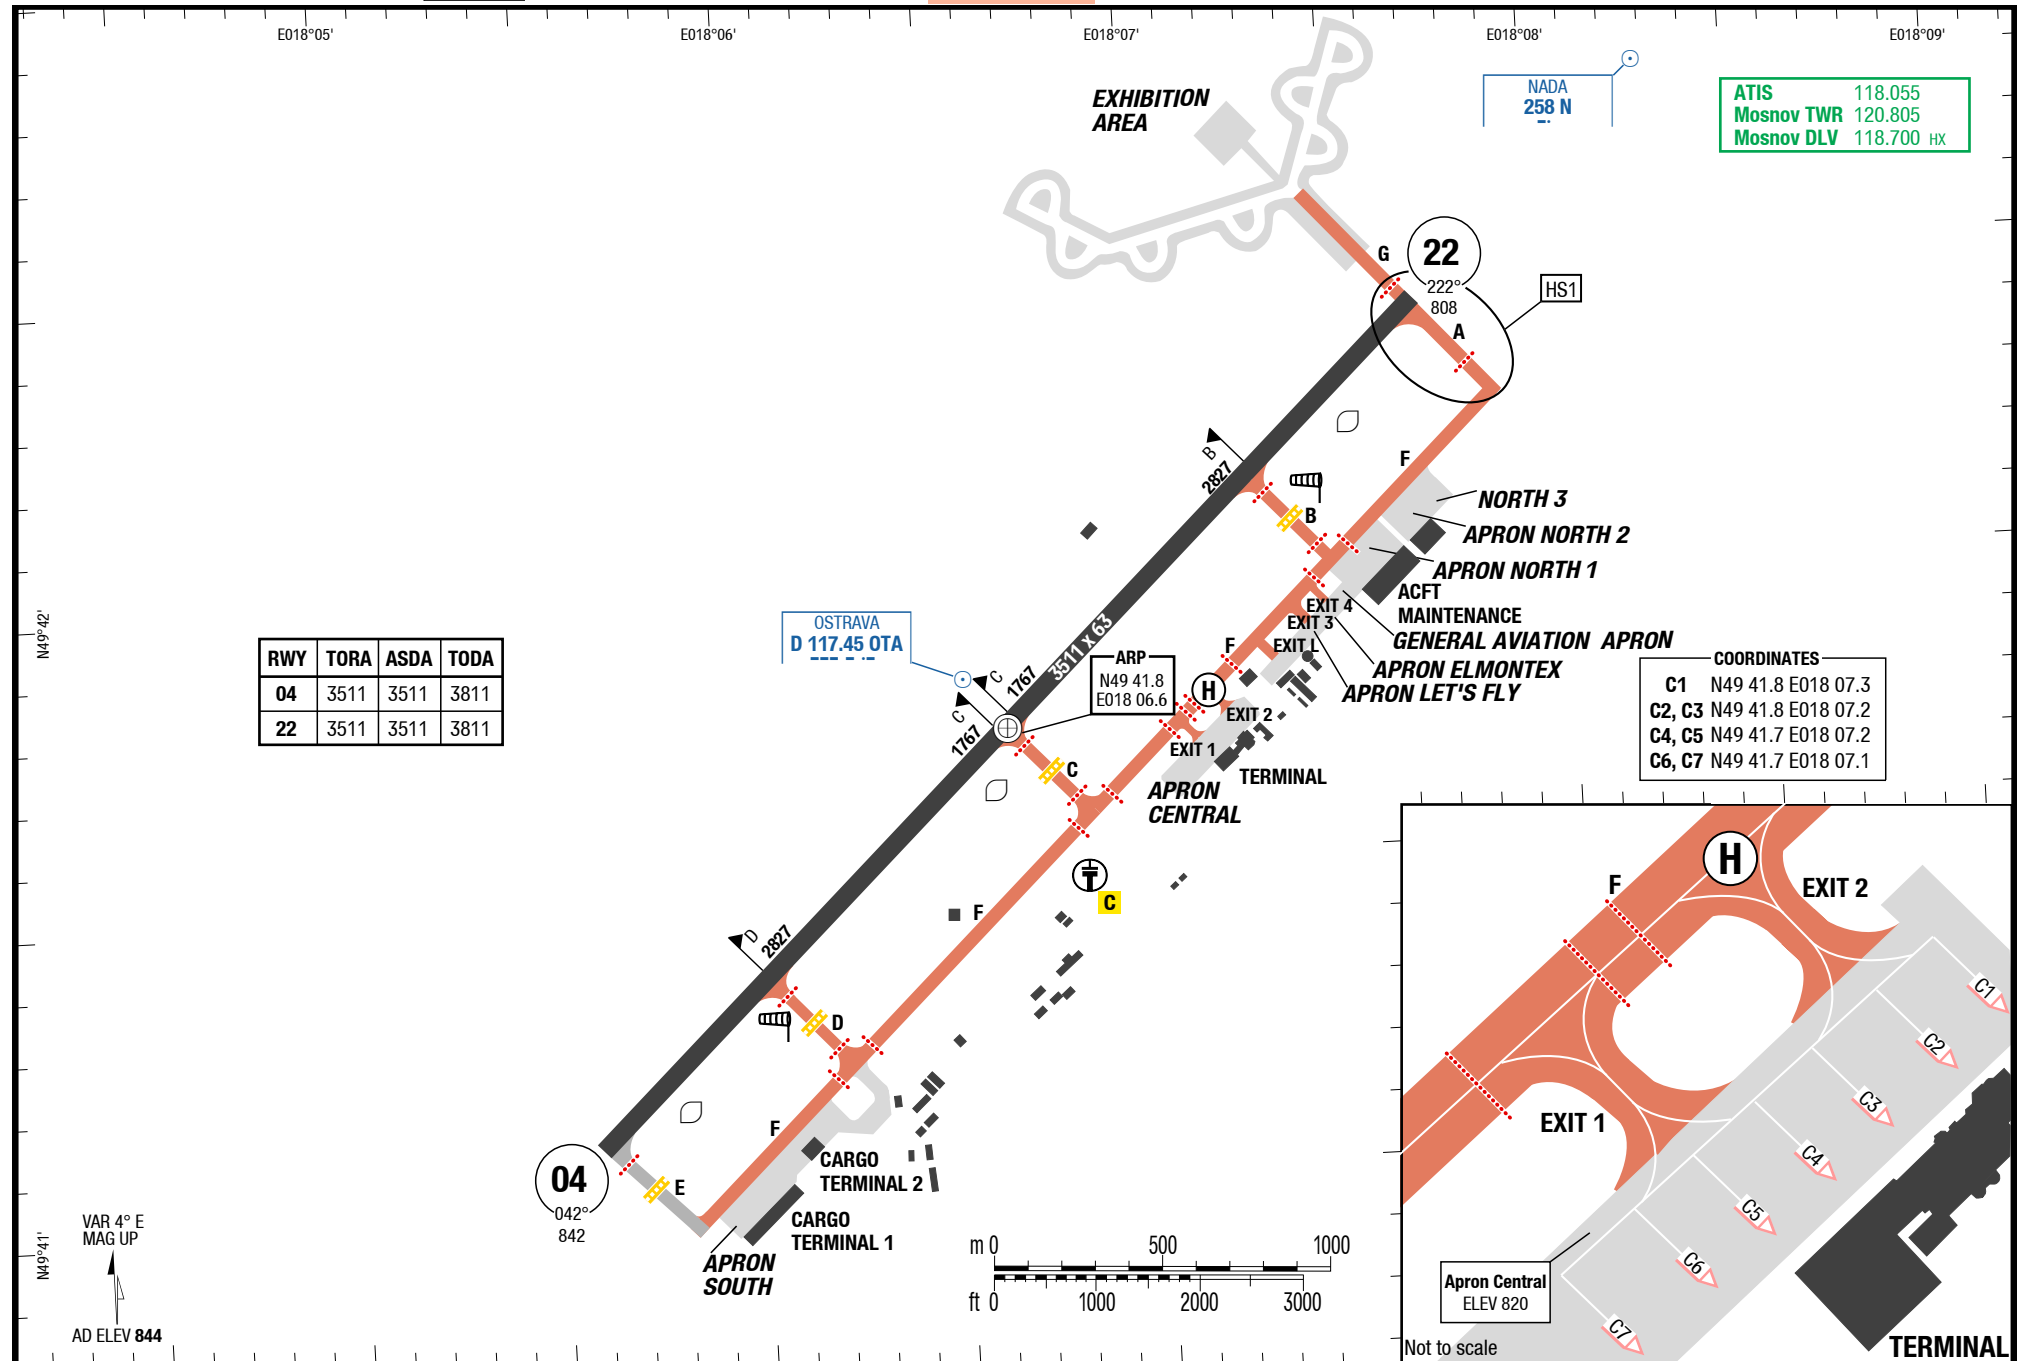 E018°05'
E018°06'
E018°07'
E018°08'
E018°09'
EXHIBITION
AREA
NADA
258 N
ATIS 118.055
Mosnov TWR 120.805
Mosnov DLV 118.700 HX
G
22
222°
808
HS1
A
F
B
2827
B
NORTH 3
APRON NORTH 2
APRON NORTH 1
ACFT
MAINTENANCE
GENERAL AVIATION APRON
APRON ELMONTEX
APRON LET'S FLY
EXIT 4
EXIT 3
EXIT L
F
N49°42'
OSTRAVA
D 117.45 OTA
RWY TORA ASDA TODA
04 3511 3511 3811
22 3511 3511 3811
3511 X 63
C
1767
C
1767
ARP
N49 41.8
E018 06.6
H
EXIT 2
EXIT 1
TERMINAL
APRON
CENTRAL
C
COORDINATES
C1 N49 41.8 E018 07.3
C2, C3 N49 41.8 E018 07.2
C4, C5 N49 41.7 E018 07.2
C6, C7 N49 41.7 E018 07.1
T
C
F
D
2827
D
F
04
042°
842
E
CARGO
TERMINAL 2
CARGO
TERMINAL 1
APRON
SOUTH
N49°41'
VAR 4° E
MAG UP
AD ELEV 844
m 0 500 1000
ft 0 1000 2000 3000
F
H
EXIT 2
EXIT 1
C1
C2
C3
C4
C5
C6
C7
Apron Central
ELEV 820
Not to scale
TERMINAL